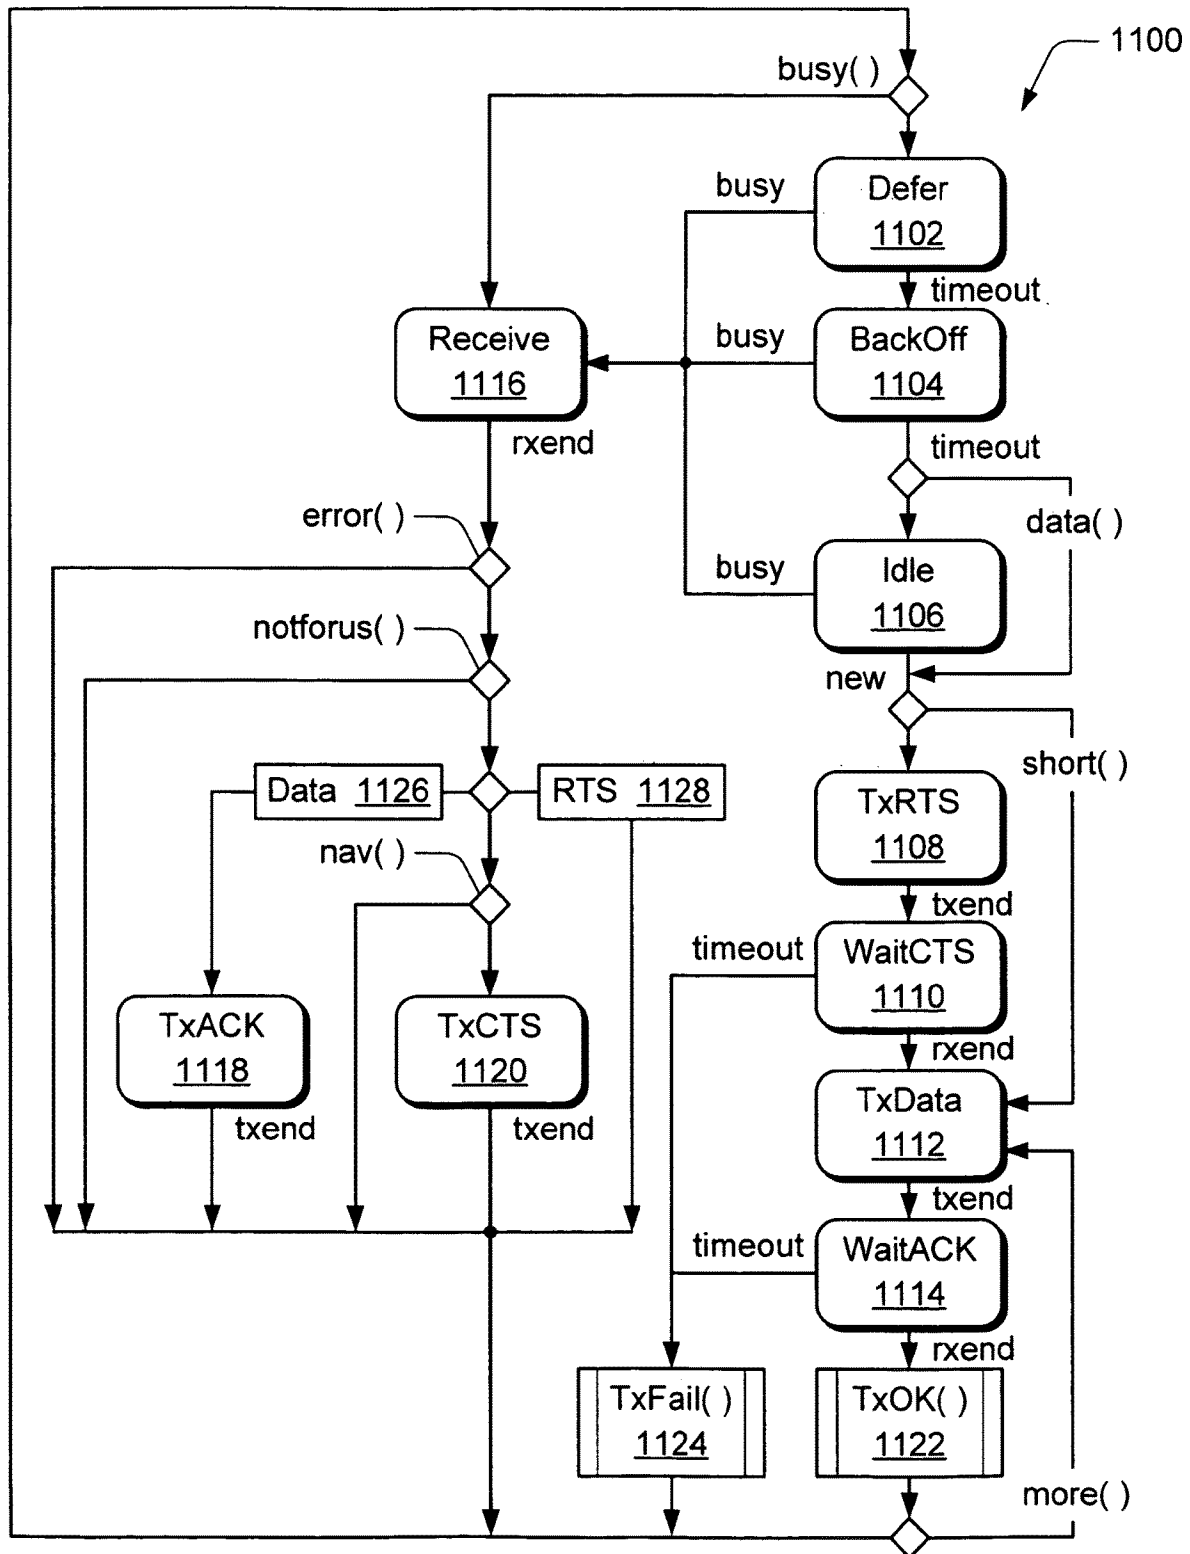 1100
busy( )
Defer
1102
busy
timeout
Receive
1116
busy
BackOff
1104
rxend
timeout
error( )
data( )
busy
Idle
1106
notforus( )
new
short( )
Data 1126
RTS 1128
TxRTS
1108
nav( )
txend
timeout
WaitCTS
1110
TxACK
1118
TxCTS
1120
rxend
TxData
1112
txend
txend
txend
timeout
WaitACK
1114
rxend
TxFail( )
1124
TxOK( )
1122
more( )